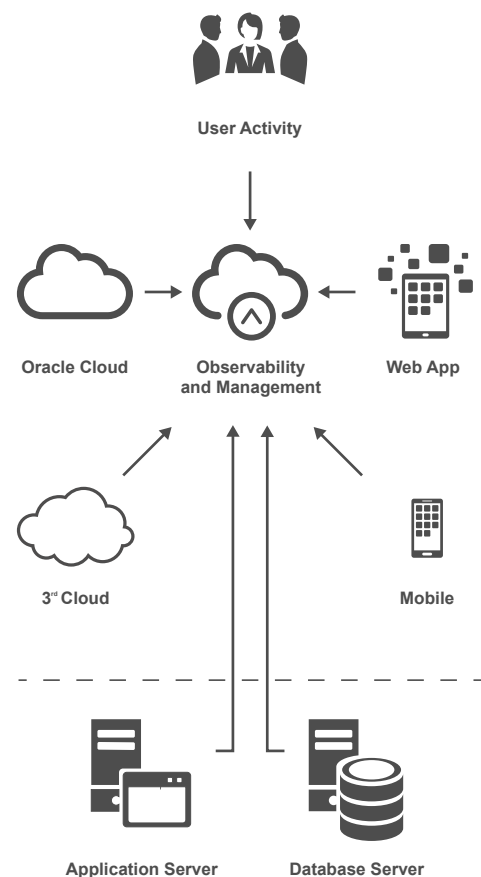 User Activity
Oracle Cloud
Observability
and Management
Web App
3rd Cloud
Mobile
Application Server
Database Server